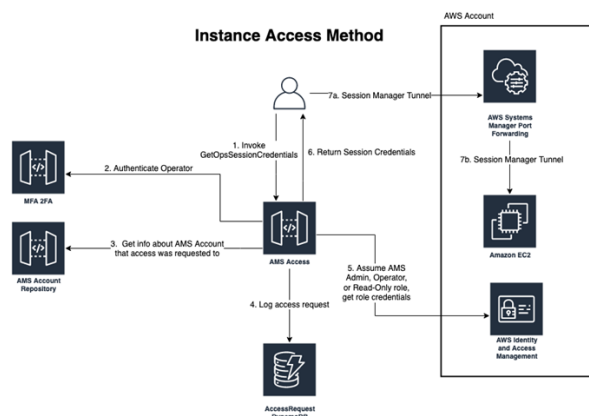 AWS Account
Instance Access Method
7a. Session Manager Tunnel
AWS Systems
Manager Port
Forwarding
1. Invoke
GetOpsSessionCredentials
6. Return Session Credentials
7b. Session Manager Tunnel
2. Authenticate Operator
MFA 2FA
Amazon EC2
3. Get info about AMS Account
that access was requested to
AMS Account
Repository
AMS Access
5. Assume AMS
Admin, Operator,
or Read-Only role,
get role credentials
4. Log access request
AWS Identity
and Access
Management
AccessRequest